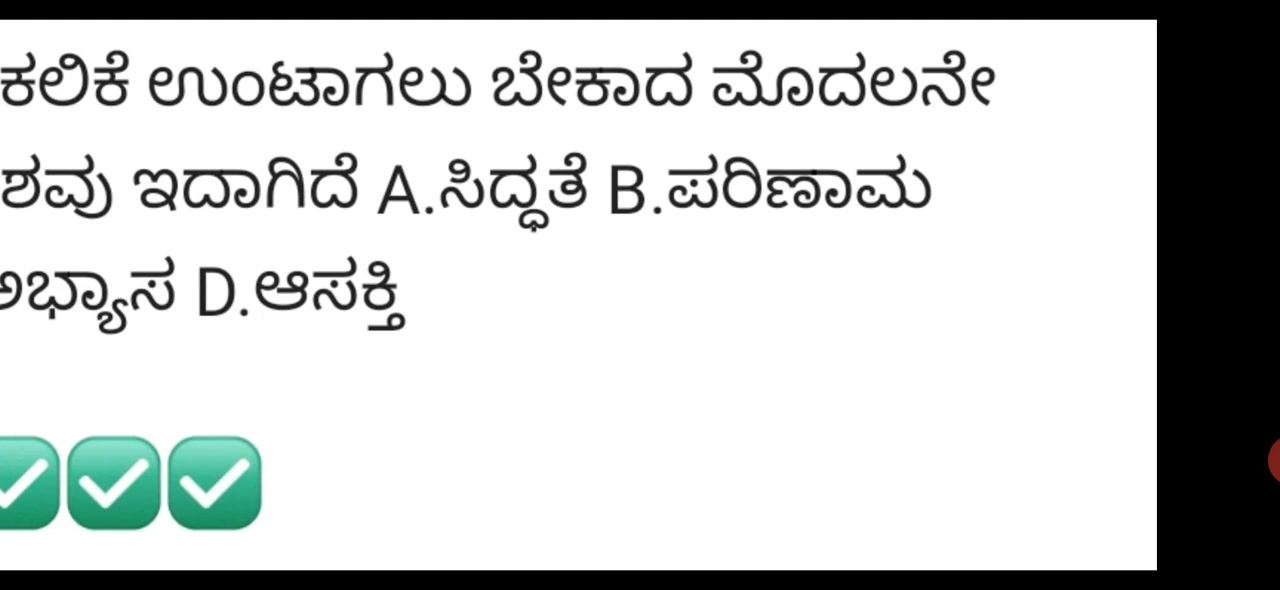 ಕಲಿಕೆ ಉಂಟಾಗಲು ಬೇಕಾದ ಮೊದಲನೇ
ಶವು ಇದಾಗಿದೆ A.ಸಿದ್ಧತೆ B.ಪರಿಣಾಮ
ಅಭ್ಯಾಸ D.ಆಸಕ್ತಿ